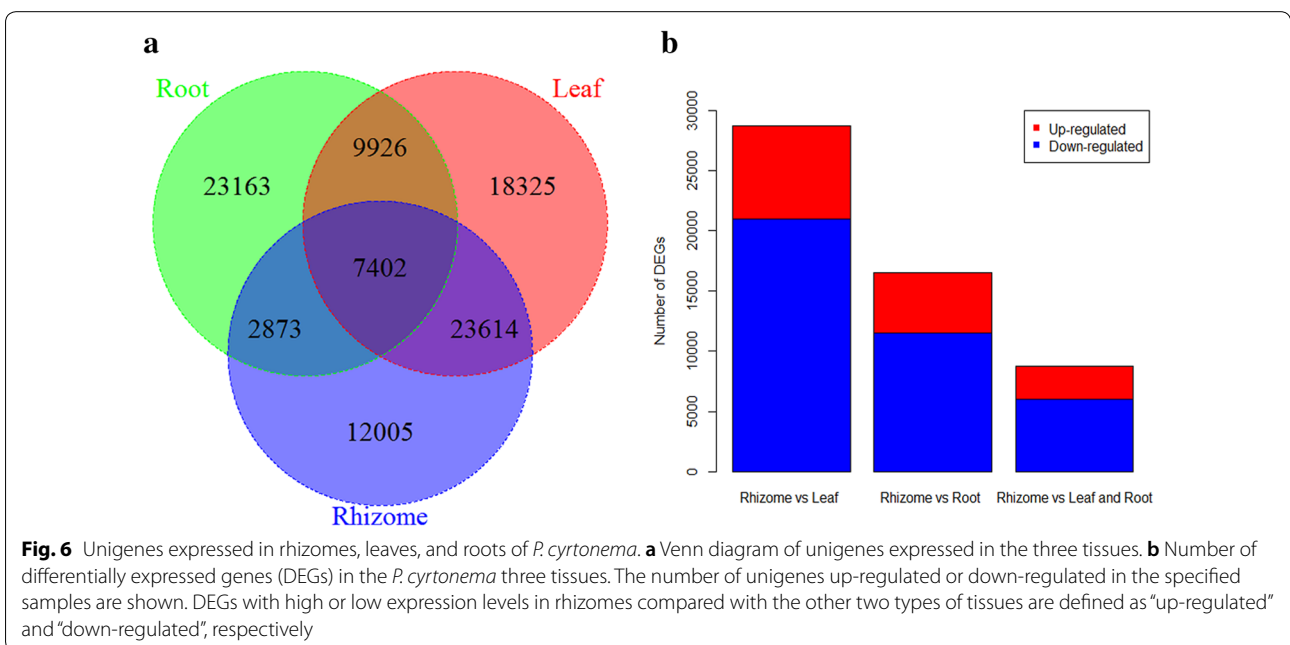 a
Root
Leaf
9926
23163
18325
7402
2873
23614
12005
Rhizome
b
30000
25000
20000
15000
10000
5000
0
Number of DEGs
Up-regulated
Down-regulated
Rhizome vs Leaf
Rhizome vs Root
Rhizome vs Leaf and Root
Fig. 6 Unigenes expressed in rhizomes, leaves, and roots of P. cyrtonema. a Venn diagram of unigenes expressed in the three tissues. b Number of
differentially expressed genes (DEGs) in the P. cyrtonema three tissues. The number of unigenes up-regulated or down-regulated in the specified
samples are shown. DEGs with high or low expression levels in rhizomes compared with the other two types of tissues are defined as “up-regulated”
and “down-regulated”, respectively